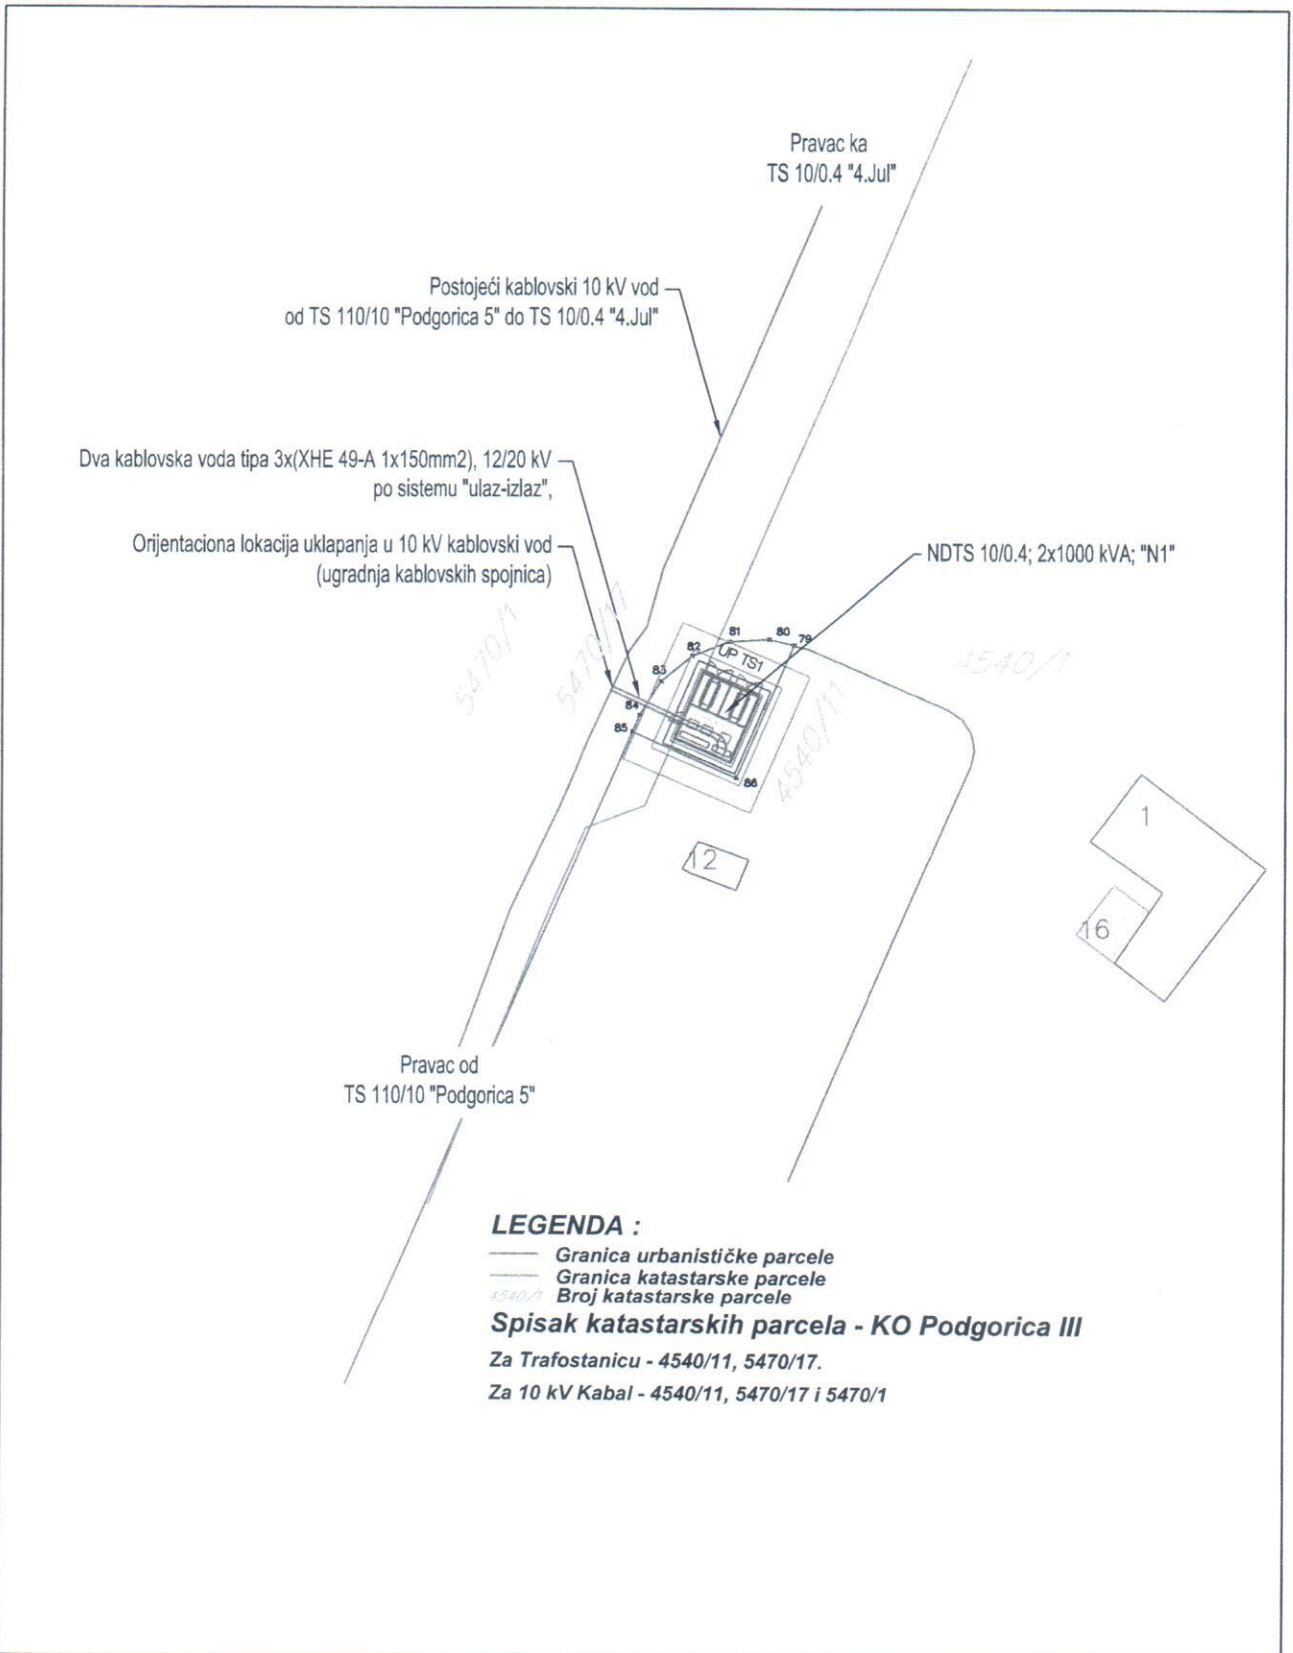 Pravac ka
TS 10/0.4 "4.Jul"
Postojeći kablovski 10 kV vod
od TS 110/10 "Podgorica 5" do TS 10/0.4 "4.Jul"
Dva kablovska voda tipa 3x(XHE 49-A 1x150mm2), 12/20 kV
po sistemu "ulaz-izlaz",
Orijentaciona lokacija uklapanja u 10 kV kablovski vod
(ugradnja kablovskih spojnica)
NDTS 10/0.4; 2x1000 kVA; "N1"
5470/1
5470/17
81
80
79
82
UP TS1
83
84
85
86
4540/1
4540/11
1
12
16
Pravac od
TS 110/10 "Podgorica 5"
LEGENDA :
Granica urbanističke parcele
Granica katastarske parcele
4540/1 Broj katastarske parcele
Spisak katastarskih parcela - KO Podgorica III
Za Trafostanicu - 4540/11, 5470/17.
Za 10 kV Kabal - 4540/11, 5470/17 i 5470/1